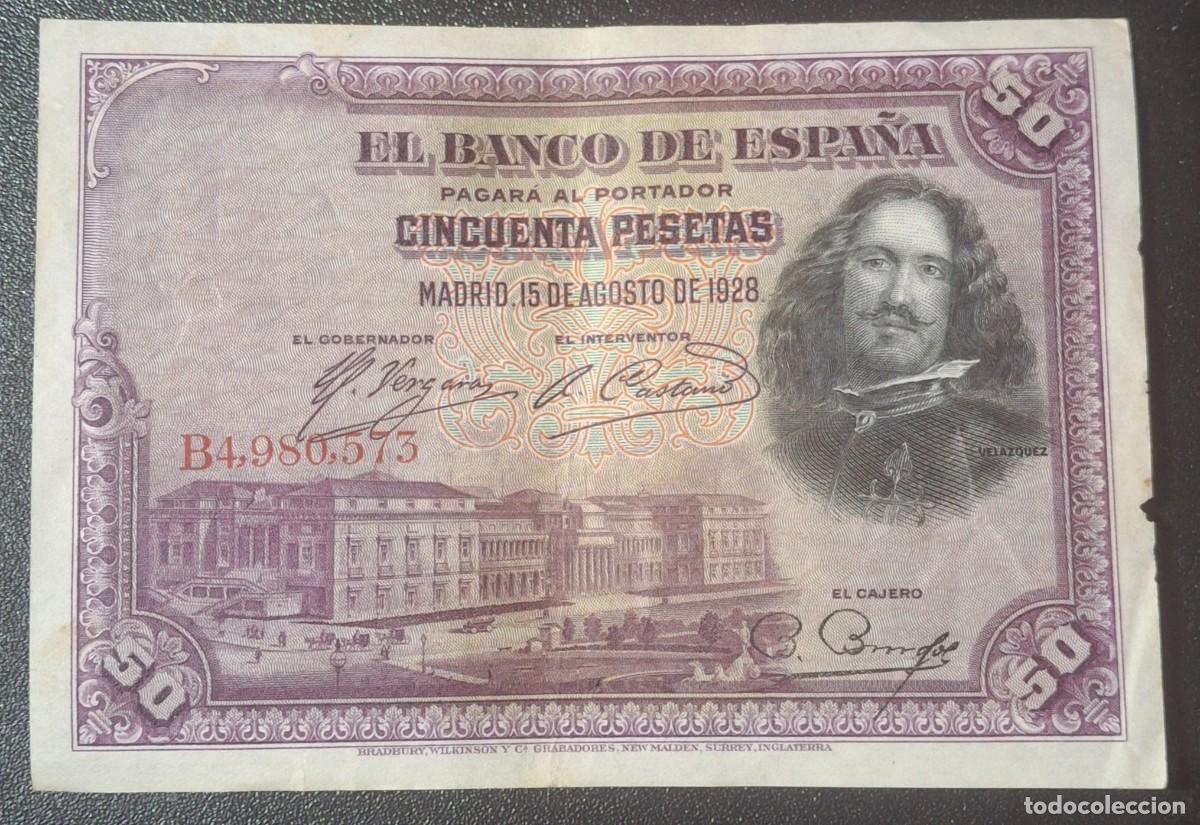 50
EL BANCO DE ESPAÑA
PAGARÁ AL PORTADOR
CINCUENTA PESETAS
MADRID, 15 DE AGOSTO DE 1928.
EL GOBERNADOR EL INTERVENTOR
B4,980,573
VELAZQUEZ
EL CAJERO
50 50
BRADBURY, WILKINSON Y Cª GRABADORES, NEW MALDEN, SURREY, INGLATERRA
todocoleccion